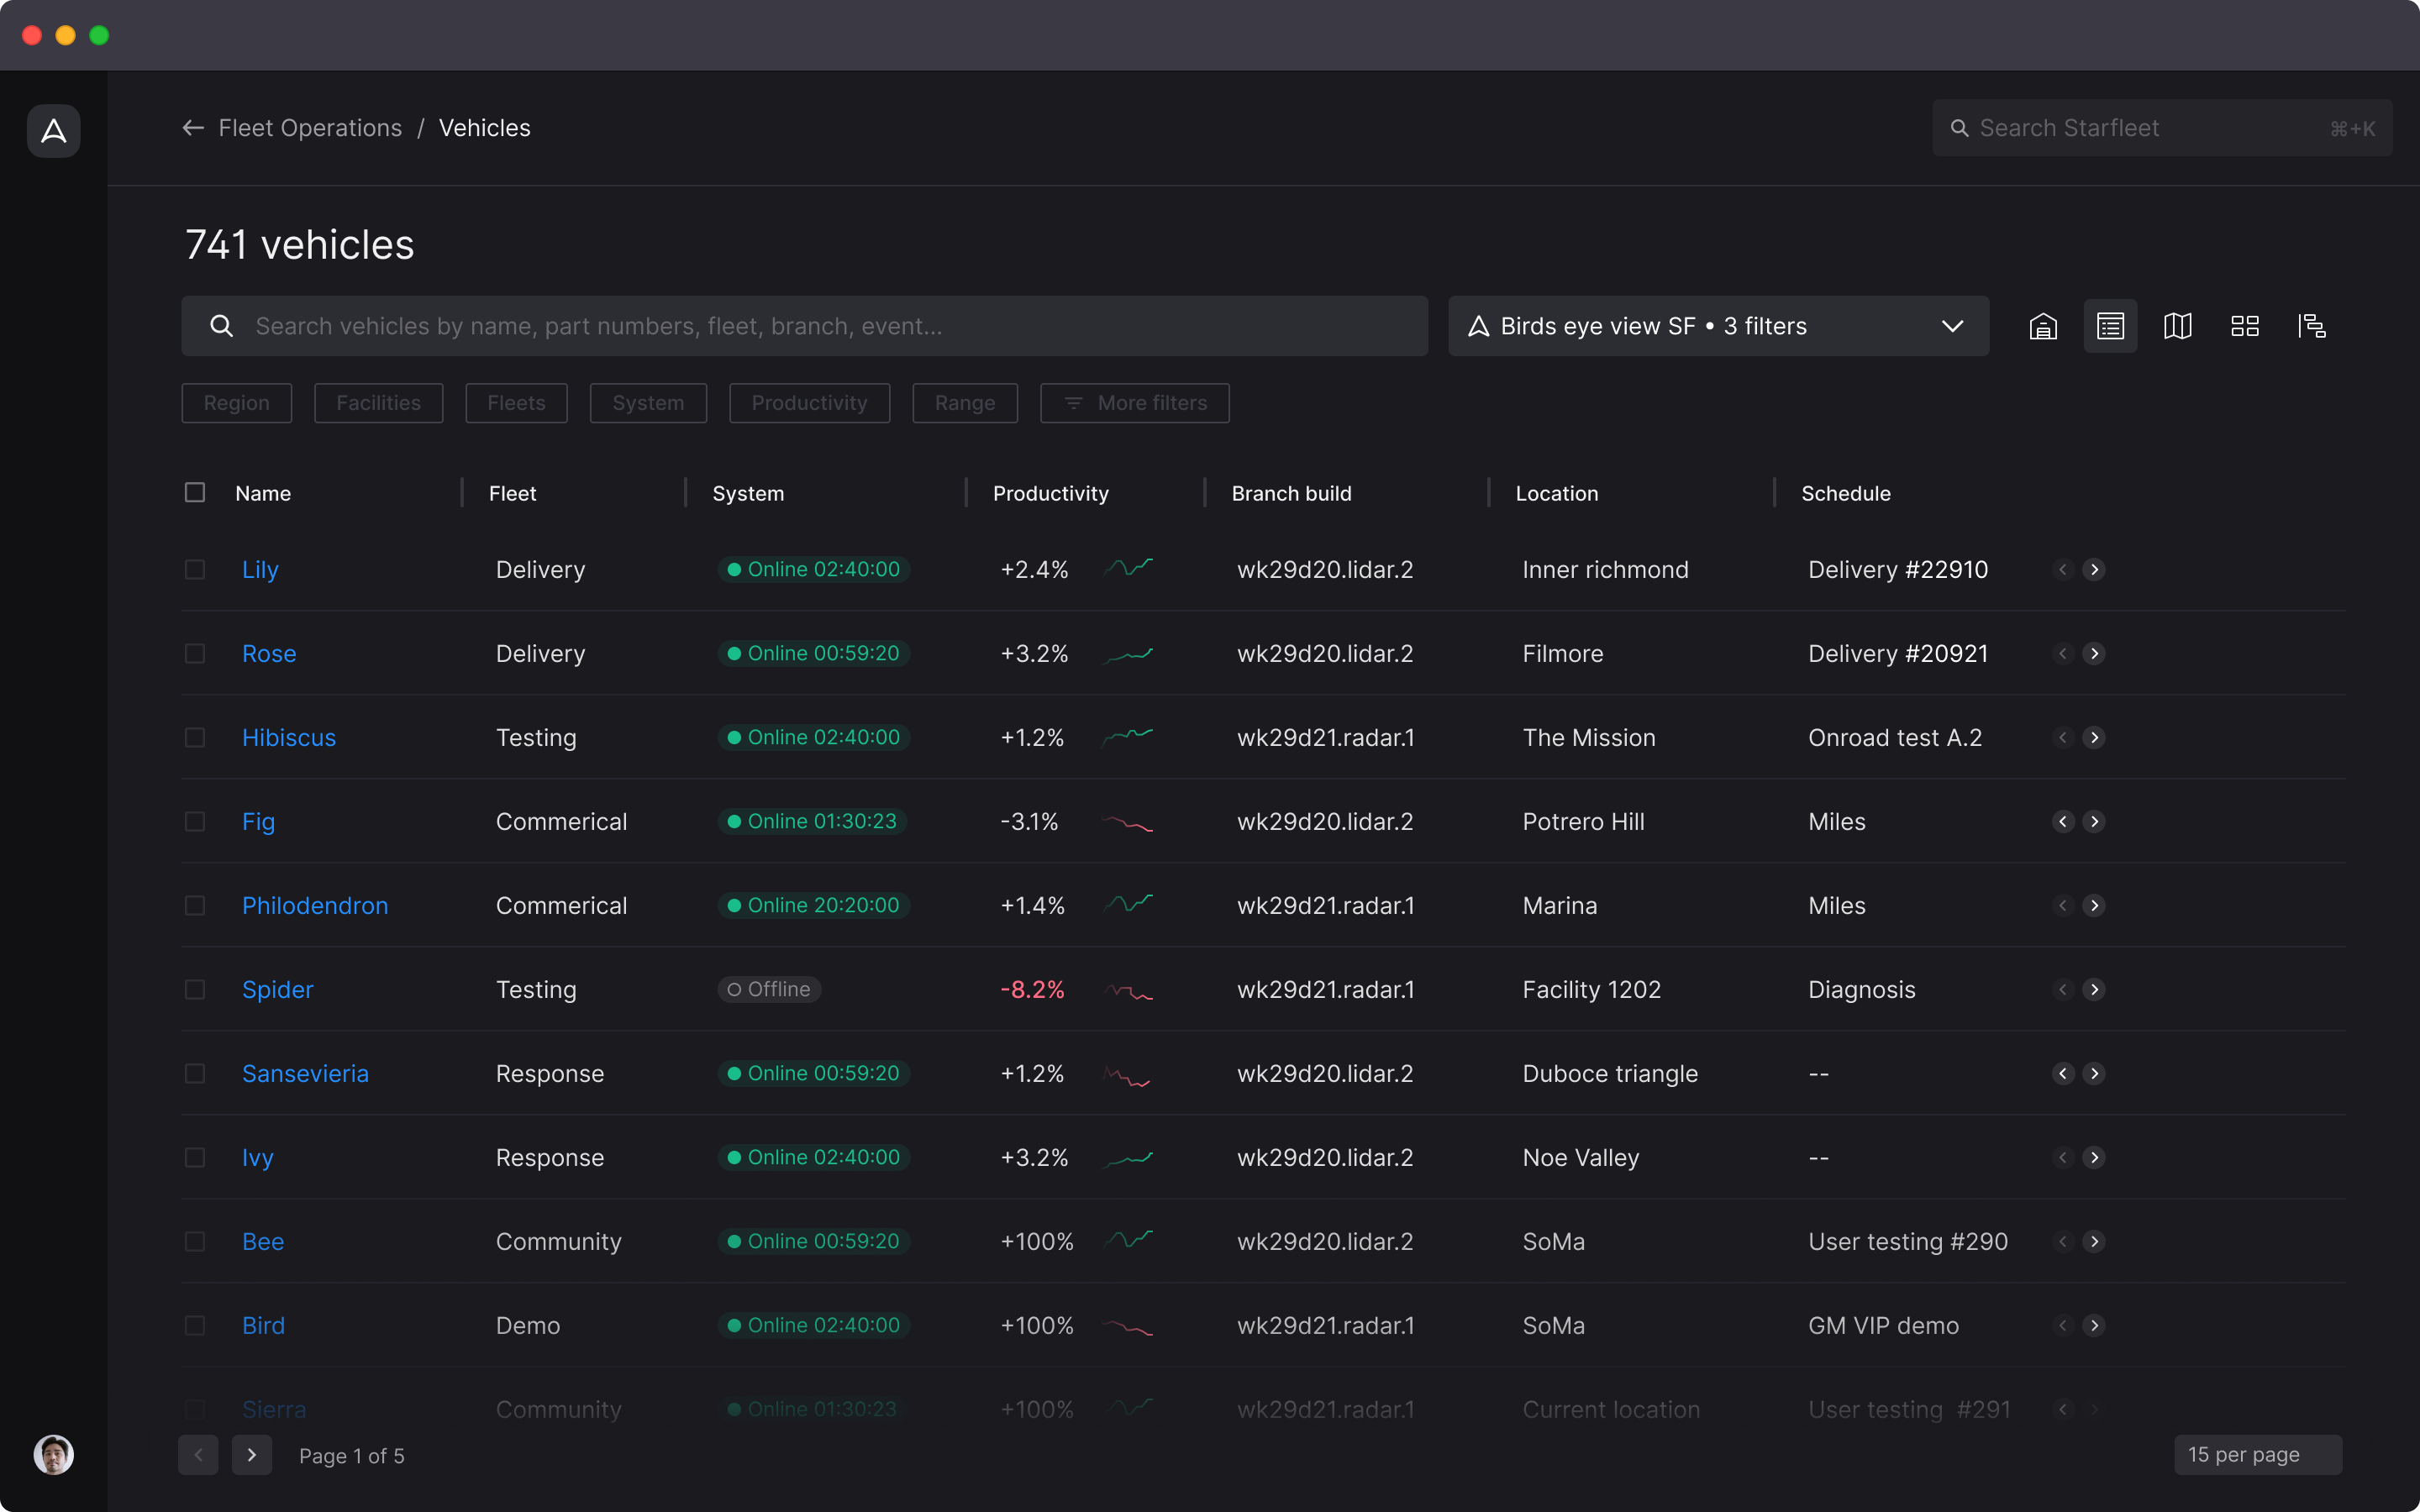 Fleet Operations / Vehicles
Search Starfleet ⌘+K
741 vehicles
Search vehicles by name, part numbers, fleet, branch, event...
Birds eye view SF • 3 filters
Region Facilities Fleets System Productivity Range More filters
Name Fleet System Productivity Branch build Location Schedule
Lily Delivery Online 02:40:00 +2.4% wk29d20.lidar.2 Inner richmond Delivery #22910
Rose Delivery Online 00:59:20 +3.2% wk29d20.lidar.2 Filmore Delivery #20921
Hibiscus Testing Online 02:40:00 +1.2% wk29d21.radar.1 The Mission Onroad test A.2
Fig Commerical Online 01:30:23 -3.1% wk29d20.lidar.2 Potrero Hill Miles
Philodendron Commerical Online 20:20:00 +1.4% wk29d21.radar.1 Marina Miles
Spider Testing Offline -8.2% wk29d21.radar.1 Facility 1202 Diagnosis
Sansevieria Response Online 00:59:20 +1.2% wk29d20.lidar.2 Duboce triangle --
Ivy Response Online 02:40:00 +3.2% wk29d20.lidar.2 Noe Valley --
Bee Community Online 00:59:20 +100% wk29d20.lidar.2 SoMa User testing #290
Bird Demo Online 02:40:00 +100% wk29d21.radar.1 SoMa GM VIP demo
Sierra Community Online 01:30:23 +100% wk29d21.radar.1 Current location User testing #291
Page 1 of 5
15 per page